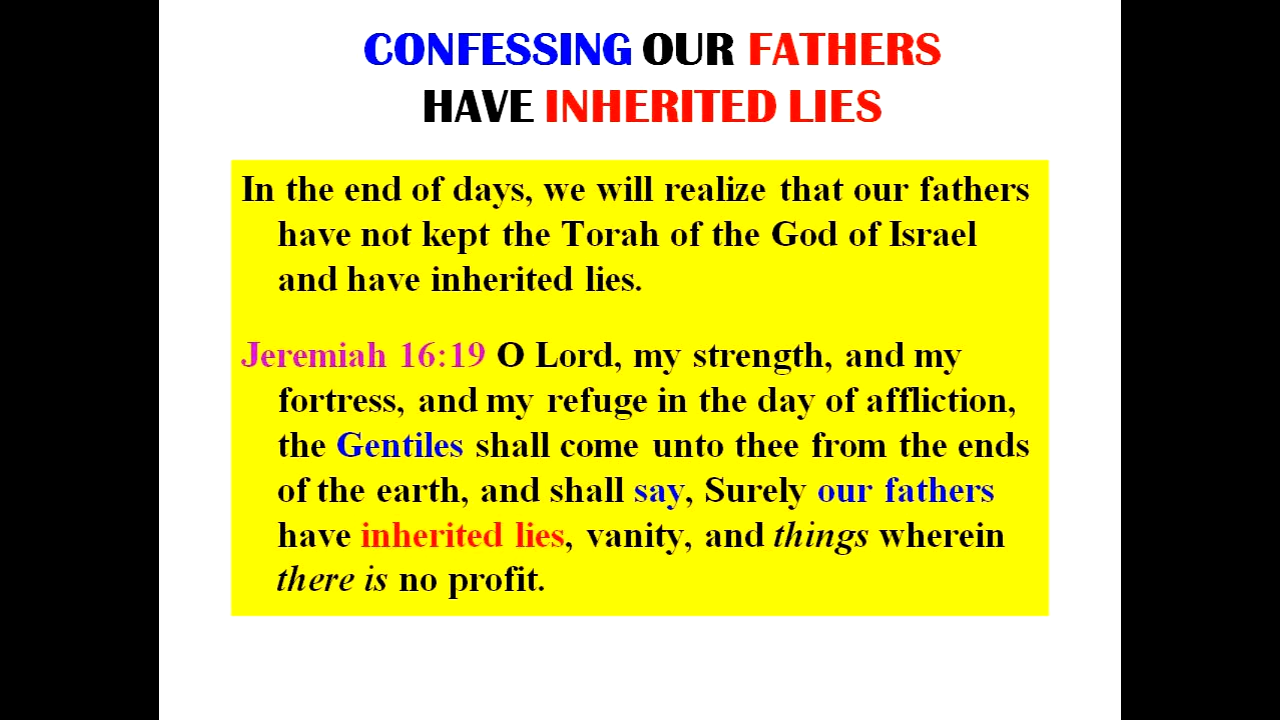 CONFESSING OUR FATHERS
HAVE INHERITED LIES
In the end of days, we will realize that our fathers
have not kept the Torah of the God of Israel
and have inherited lies.
Jeremiah 16:19 O Lord, my strength, and my
fortress, and my refuge in the day of affliction,
the Gentiles shall come unto thee from the ends
of the earth, and shall say, Surely our fathers
have inherited lies, vanity, and things wherein
there is no profit.